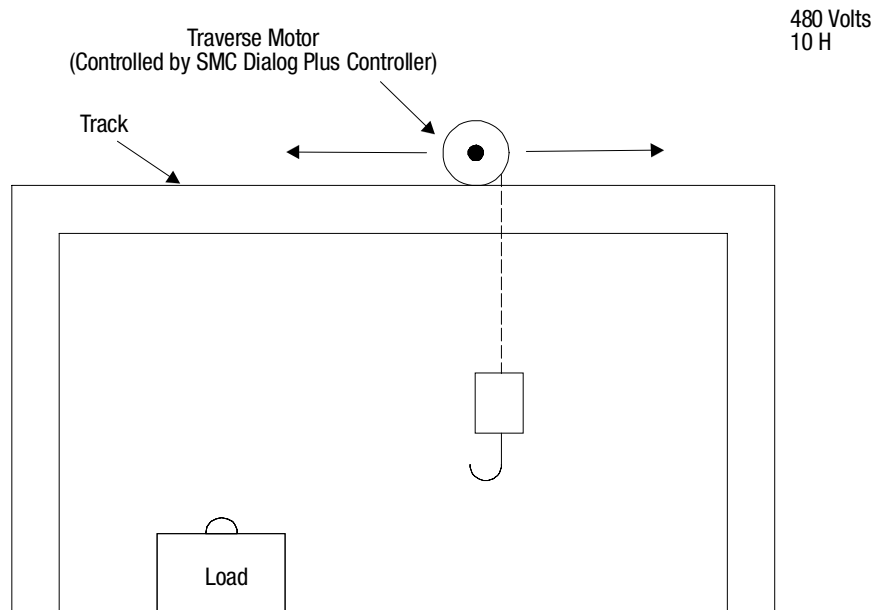 480 Volts
10 H
Traverse Motor
(Controlled by SMC Dialog Plus Controller)
Track
Load